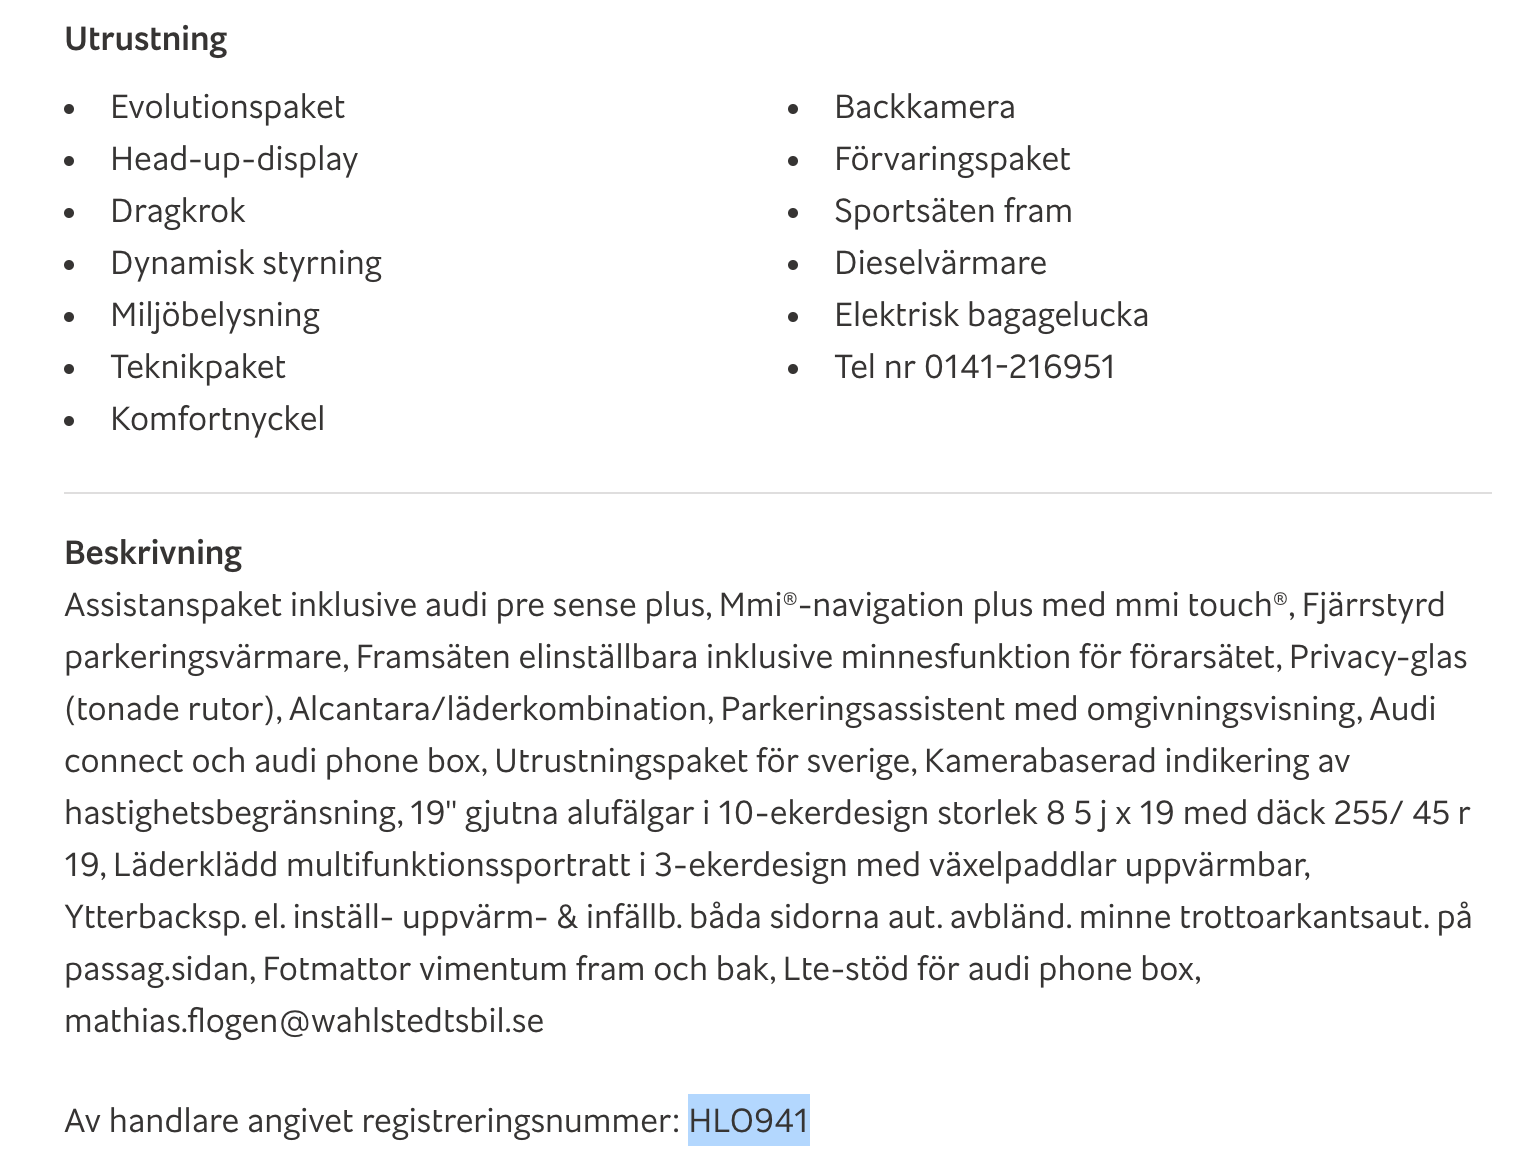 Utrustning
Evolutionspaket
Head-up-display
Dragkrok
Dynamisk styrning
Miljöbelysning
Teknikpaket
Komfortnyckel
Backkamera
Förvaringspaket
Sportsäten fram
Dieselvärmare
Elektrisk bagagelucka
Tel nr 0141-216951
Beskrivning
Assistanspaket inklusive audi pre sense plus, Mmi®-navigation plus med mmi touch®, Fjärrstyrd
parkeringsvärmare, Framsäten elinställbara inklusive minnesfunktion för förarsätet, Privacy-glas
(tonade rutor), Alcantara/läderkombination, Parkeringsassistent med omgivningsvisning, Audi
connect och audi phone box, Utrustningspaket för sverige, Kamerabaserad indikering av
hastighetsbegränsning, 19" gjutna alufälgar i 10-ekerdesign storlek 8 5 j x 19 med däck 255/ 45 r
19, Läderklädd multifunktionssportratt i 3-ekerdesign med växelpaddlar uppvärmbar,
Ytterbacksp. el. inställ- uppvärm- & infällb. båda sidorna aut. avbländ. minne trottoarkantsaut. på
passag.sidan, Fotmattor vimentum fram och bak, Lte-stöd för audi phone box,
mathias.flogen@wahlstedtsbil.se
Av handlare angivet registreringsnummer: HLO941